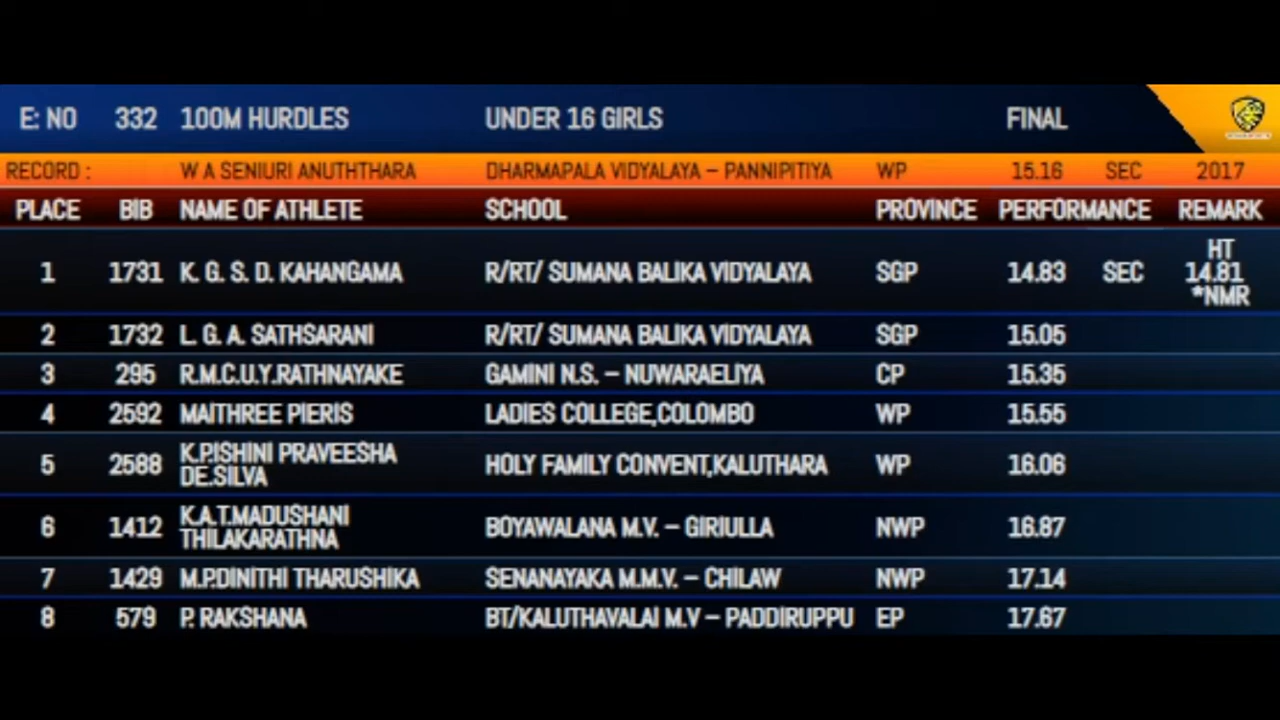 E: NO 332 100M HURDLES UNDER 16 GIRLS FINAL
RECORD : W A SENIURI ANUTHTHARA DHARMAPALA VIDYALAYA – PANNIPITIYA WP 15.16 SEC 2017
PLACE BIB NAME OF ATHLETE SCHOOL PROVINCE PERFORMANCE REMARK
1 1731 K. G. S. D. KAHANGAMA R/RT/ SUMANA BALIKA VIDYALAYA SGP 14.83 SEC HT
14.81
*NMR
2 1732 L. G. A. SATHSARANI R/RT/ SUMANA BALIKA VIDYALAYA SGP 15.05
3 295 R.M.C.U.Y.RATHNAYAKE GAMINI N.S. – NUWARAELIYA CP 15.35
4 2592 MAITHREE PIERIS LADIES COLLEGE,COLOMBO WP 15.55
5 2588 K.P.ISHINI PRAVEESHA
DE.SILVA HOLY FAMILY CONVENT,KALUTHARA WP 16.06
6 1412 K.A.T.MADUSHANI
THILAKARATHNA BOYAWALANA M.V. – GIRIULLA NWP 16.87
7 1429 M.P.DINITHI THARUSHIKA SENANAYAKA M.M.V. – CHILAW NWP 17.14
8 579 P. RAKSHANA BT/KALUTHAVALAI M.V – PADDIRUPPU EP 17.67